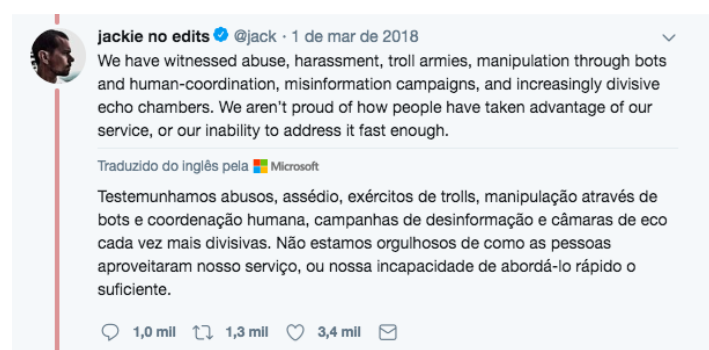 jackie no edits @jack · 1 de mar de 2018
We have witnessed abuse, harassment, troll armies, manipulation through bots
and human-coordination, misinformation campaigns, and increasingly divisive
echo chambers. We aren’t proud of how people have taken advantage of our
service, or our inability to address it fast enough.
Traduzido do inglês pela Microsoft
Testemunhamos abusos, assédio, exércitos de trolls, manipulação através de
bots e coordenação humana, campanhas de desinformação e câmaras de eco
cada vez mais divisivas. Não estamos orgulhosos de como as pessoas
aproveitaram nosso serviço, ou nossa incapacidade de abordá-lo rápido o
suficiente.
1,0 mil 1,3 mil 3,4 mil